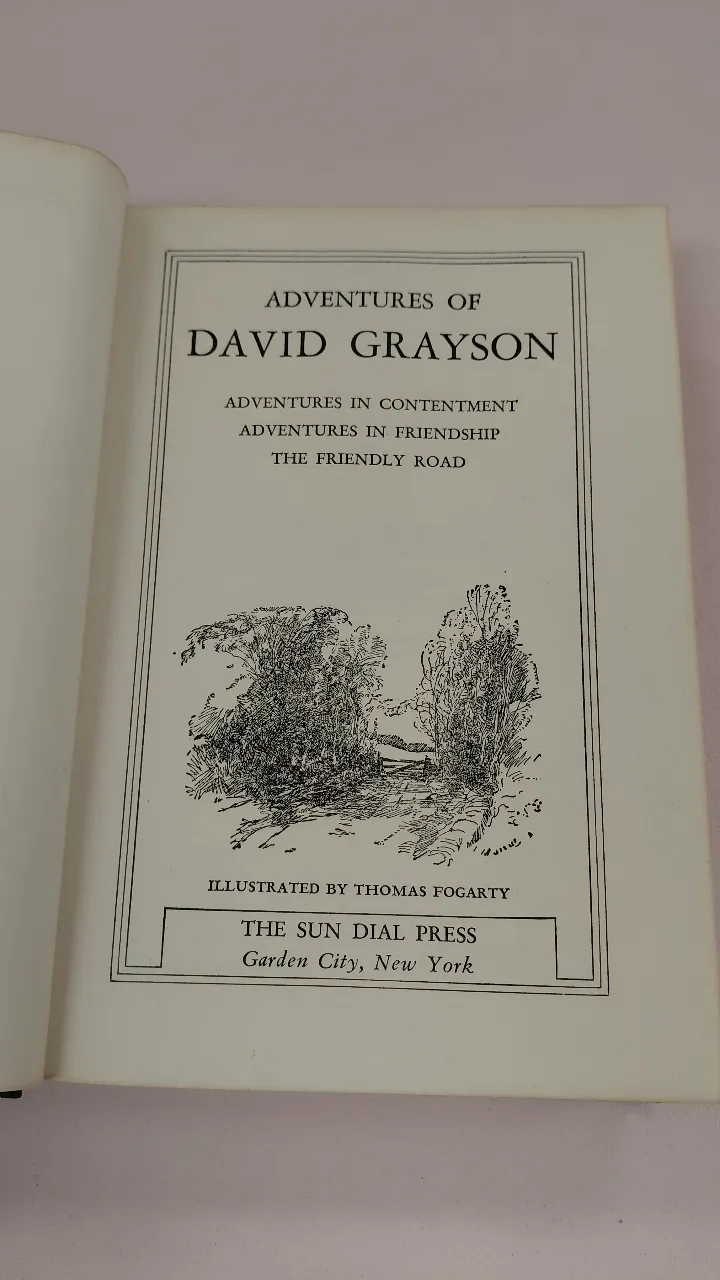 ADVENTURES OF
DAVID GRAYSON
ADVENTURES IN CONTENTMENT
ADVENTURES IN FRIENDSHIP
THE FRIENDLY ROAD
ILLUSTRATED BY THOMAS FOGARTY
THE SUN DIAL PRESS
Garden City, New York